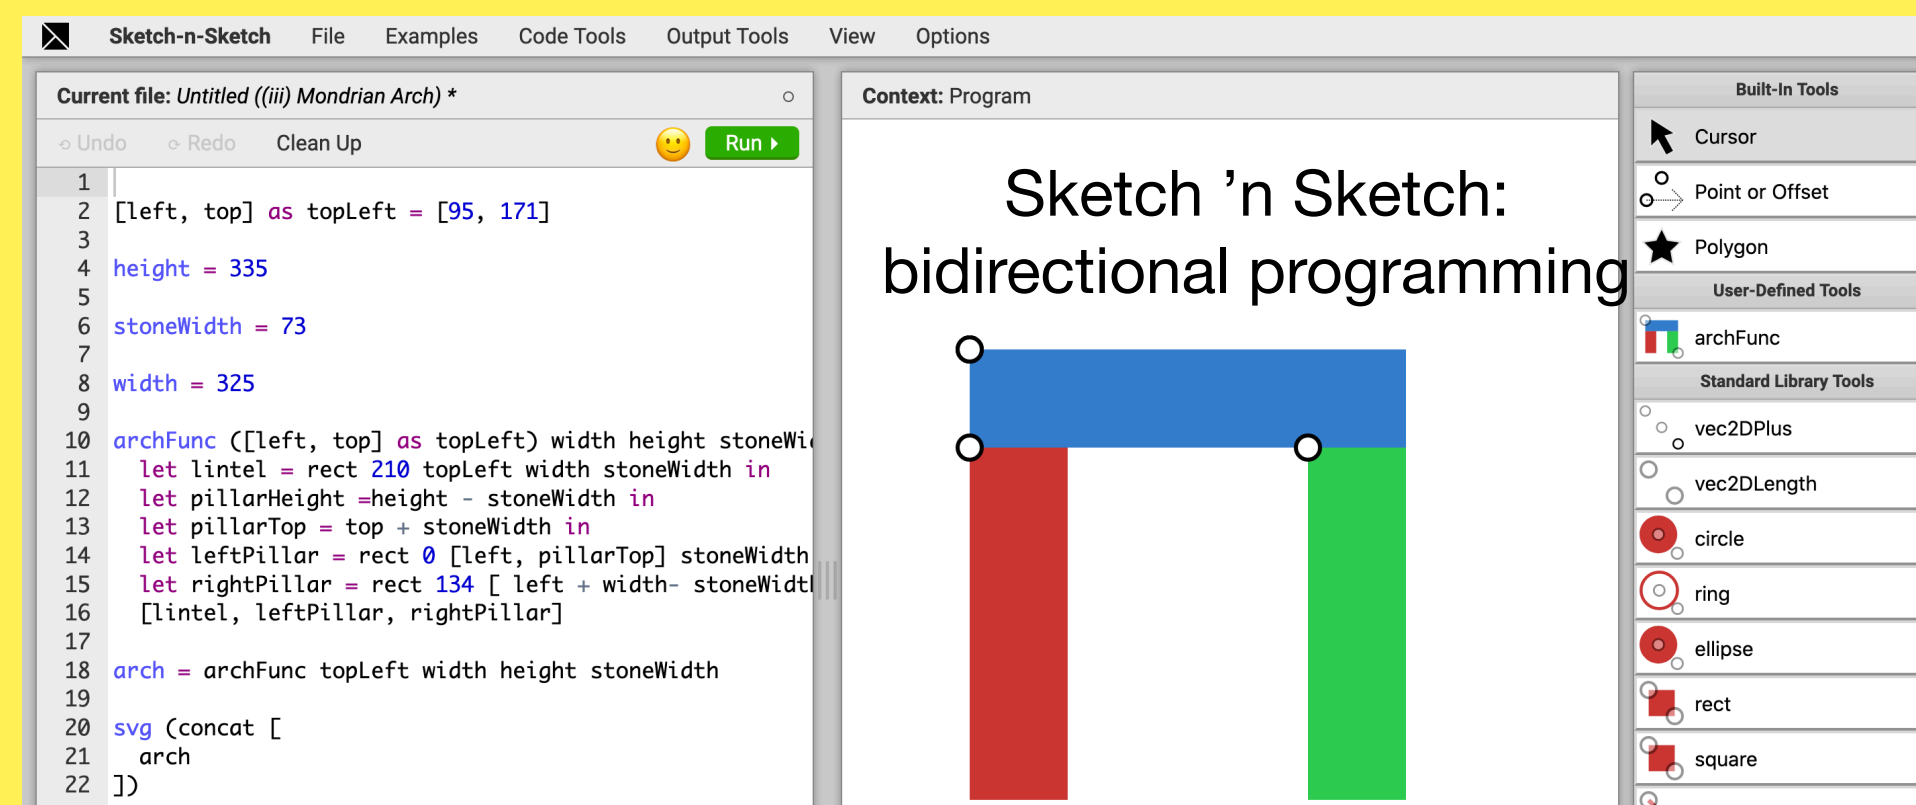 Sketch-n-Sketch File Examples Code Tools Output Tools View Options
Current file: Untitled ((iii) Mondrian Arch) *
Undo Redo Clean Up Run
1
2 [left, top] as topLeft = [95, 171]
3
4 height = 335
5
6 stoneWidth = 73
7
8 width = 325
9
10 archFunc ([left, top] as topLeft) width height stoneWi
11 let lintel = rect 210 topLeft width stoneWidth in
12 let pillarHeight =height - stoneWidth in
13 let pillarTop = top + stoneWidth in
14 let leftPillar = rect 0 [left, pillarTop] stoneWidth
15 let rightPillar = rect 134 [ left + width- stoneWidt
16 [lintel, leftPillar, rightPillar]
17
18 arch = archFunc topLeft width height stoneWidth
19
20 svg (concat [
21 arch
22 ])
Context: Program
Sketch ’n Sketch:
bidirectional programming
Built-In Tools
Cursor
Point or Offset
Polygon
User-Defined Tools
archFunc
Standard Library Tools
vec2DPlus
vec2DLength
circle
ring
ellipse
rect
square